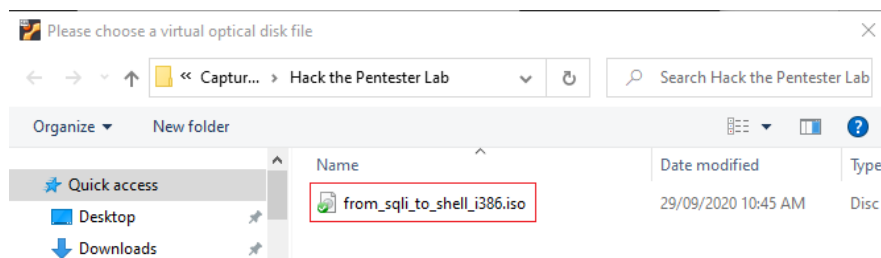 Please choose a virtual optical disk file
« Captur... › Hack the Pentester Lab
Search Hack the Pentester Lab
Organize New folder
Name Date modified Type
Quick access
from_sqli_to_shell_i386.iso 29/09/2020 10:45 AM Disc
Desktop
Downloads